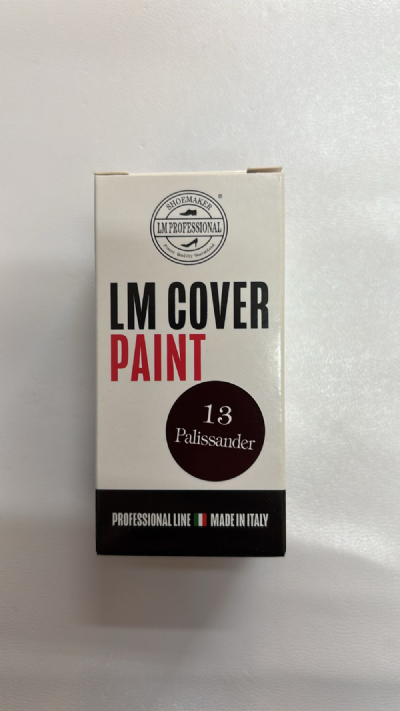 SHOEMAKER
®
LM PROFESSIONAL
LM COVER
PAINT
13
Palissander
PROFESSIONAL LINE MADE IN ITALY